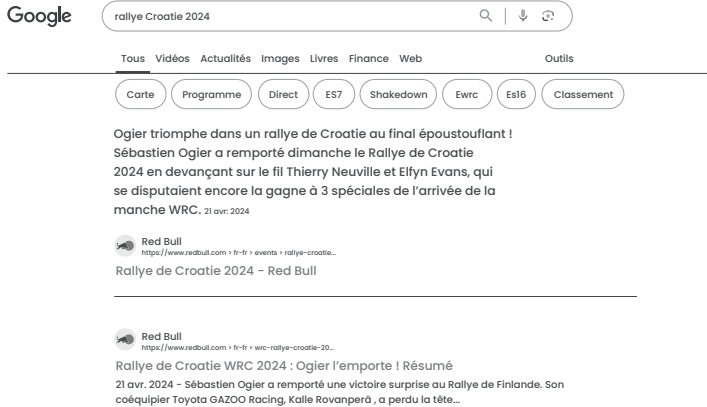 Google
rallye Croatie 2024
Tous Vidéos Actualités Images Livres Finance Web Outils
Carte Programme Direct ES7 Shakedown Ewrc Es16 Classement
Ogier triomphe dans un rallye de Croatie au final époustouflant !
Sébastien Ogier a remporté dimanche le Rallye de Croatie
2024 en devançant sur le fil Thierry Neuville et Elfyn Evans, qui
se disputaient encore la gagne à 3 spéciales de l'arrivée de la
manche WRC. 21 avr. 2024
Red Bull
https://www.redbull.com › fr-fr › events › rallye-croatie...
Rallye de Croatie 2024 - Red Bull
Red Bull
https://www.redbull.com › fr-fr › wrc-rallye-croatie-20...
Rallye de Croatie WRC 2024 : Ogier l'emporte ! Résumé
21 avr. 2024 - Sébastien Ogier a remporté une victoire surprise au Rallye de Finlande. Son
coéquipier Toyota GAZOO Racing, Kalle Rovanperä , a perdu la tête...